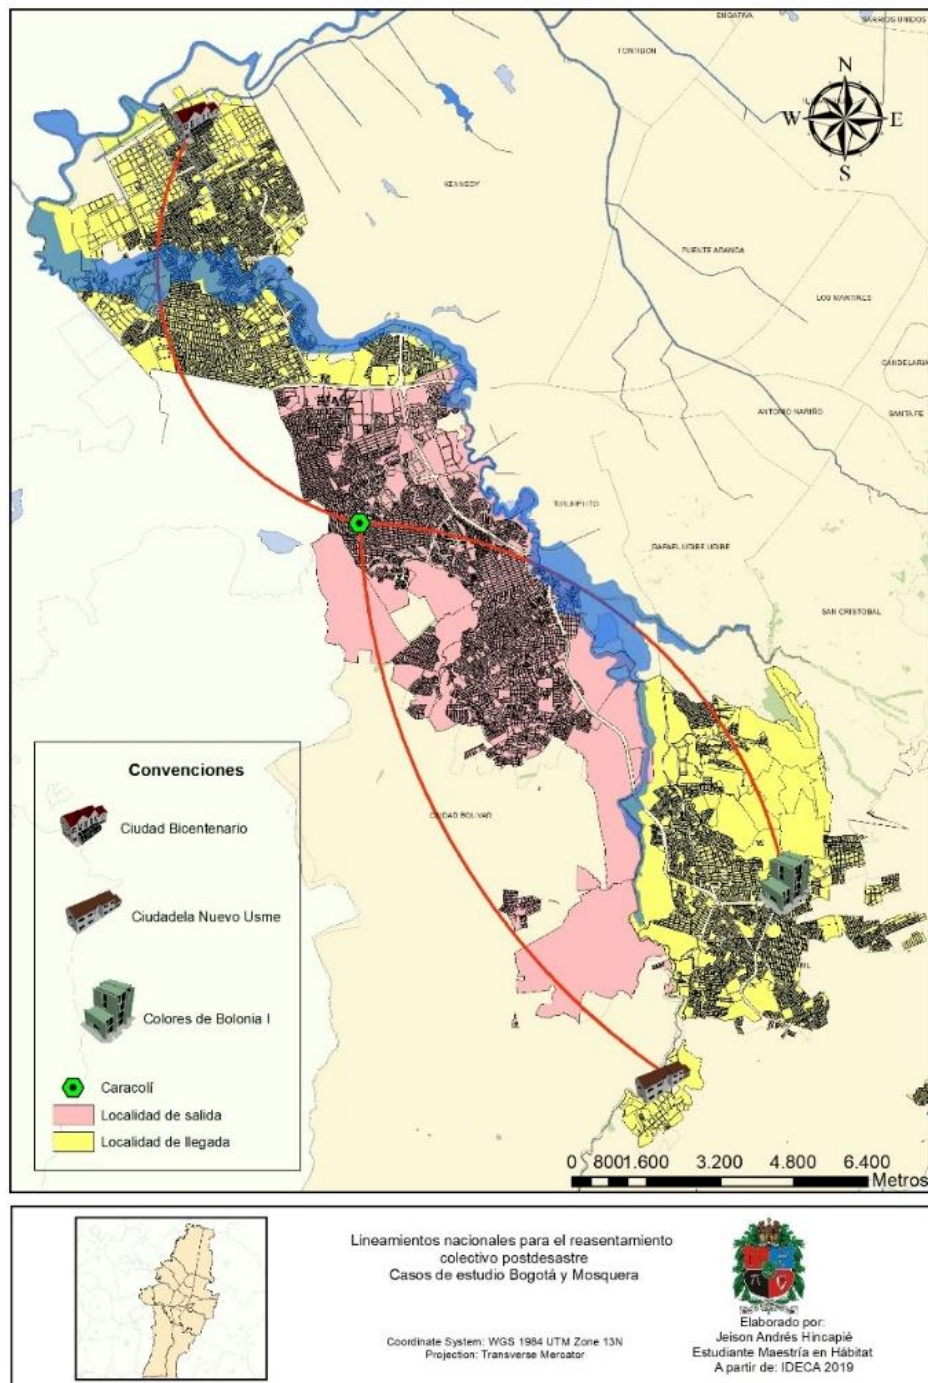 ENGATIVA
BARRIOS UNIDOS
FONTIBON
N
W
E
S
KENNEDY
PUENTE ARANDA
LOS MARTIRES
CANDELARIA
ANTONIO NARIÑO
SANTA FE
TUNJUELITO
RAFAEL URIBE URIBE
SAN CRISTOBAL
CIUDAD BOLIVAR
Convenciones
Ciudad Bicentenario
Ciudadela Nuevo Usme
Colores de Bolonia I
Caracolí
Localidad de salida
Localidad de llegada
0 800 1.600 3.200 4.800 6.400
Metros
Lineamientos nacionales para el reasentamiento
colectivo postdesastre
Casos de estudio Bogotá y Mosquera
Coordinate System: WGS 1984 UTM Zone 13N
Projection: Transverse Mercator
Elaborado por:
Jeison Andrés Hincapié
Estudiante Maestría en Hábitat
A partir de: IDECA 2019